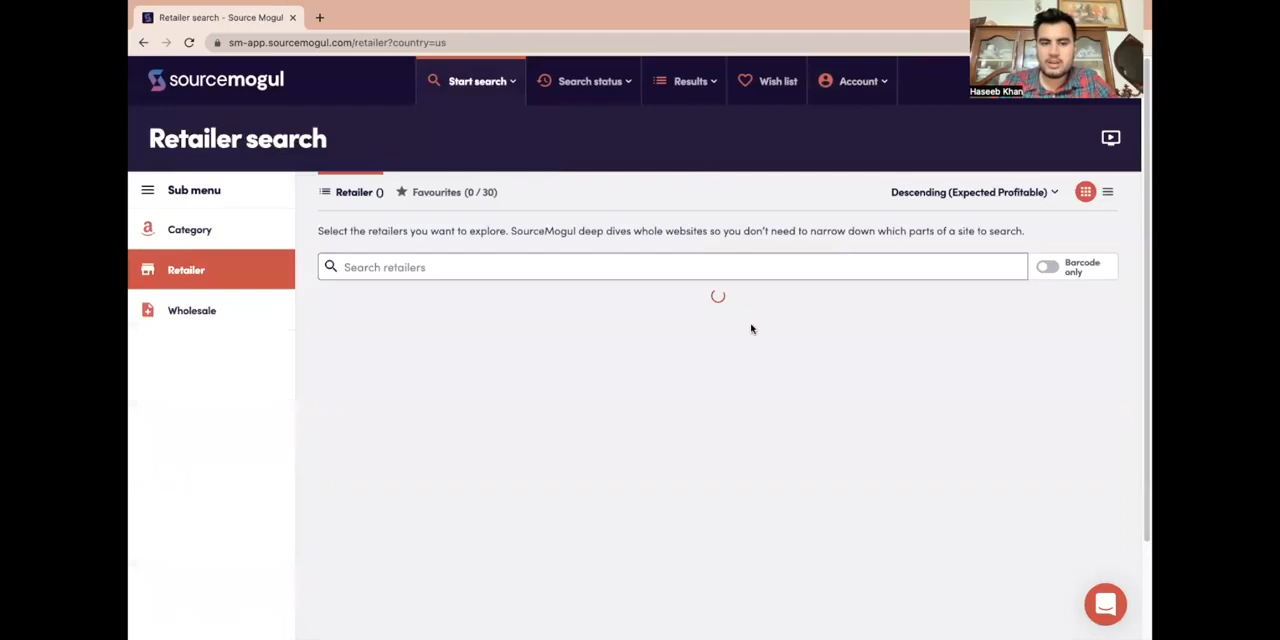 Retailer search - Source Mogul
sm-app.sourcemogul.com/retailer?country=us
Haseeb Khan
sourcemogul
Start search
Search status
Results
Wish list
Account
Retailer search
Sub menu
Category
Retailer
Wholesale
Retailer ()
Favourites (0 / 30)
Descending (Expected Profitable)
Select the retailers you want to explore. SourceMogul deep dives whole websites so you don't need to narrow down which parts of a site to search.
Search retailers
Barcode
only